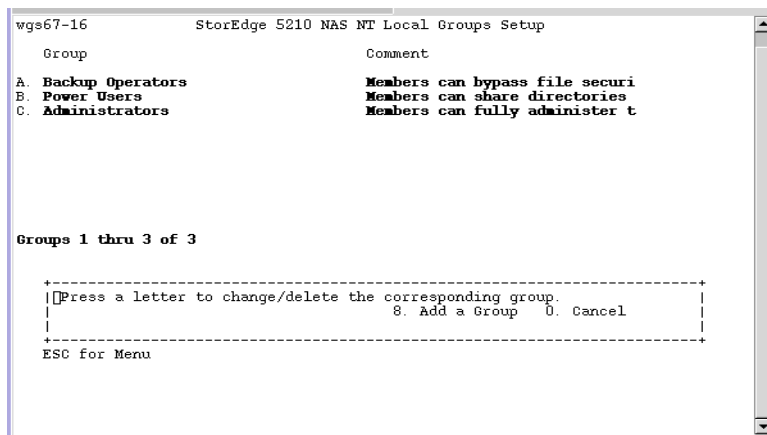 wgs67-16 StorEdge 5210 NAS NT Local Groups Setup
Group Comment
A. Backup Operators Members can bypass file securi
B. Power Users Members can share directories
C. Administrators Members can fully administer t
Groups 1 thru 3 of 3
Press a letter to change/delete the corresponding group.
8. Add a Group 0. Cancel
ESC for Menu